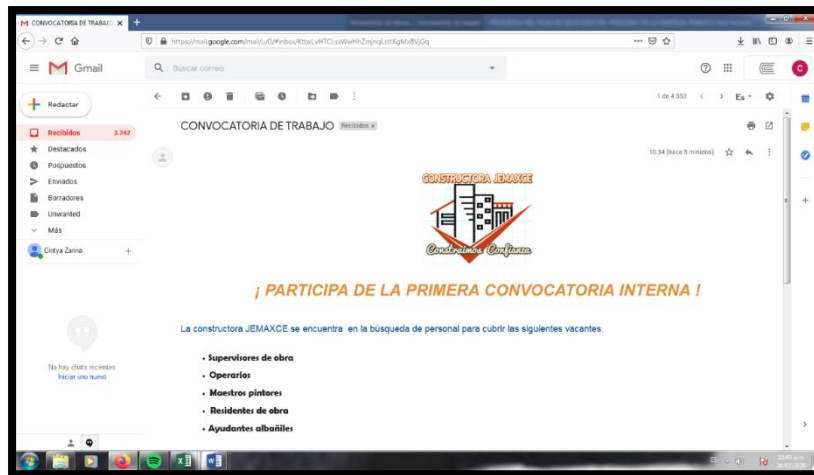 CONVOCATORIA DE TRABAJO
https://mail.google.com/mail/u/0/#inbox/
Gmail
Buscar correo
C
Redactar
1 de 4.553
Es
Recibidos 3.362
CONVOCATORIA DE TRABAJO Recibidos x
Destacados
10:34 (hace 5 minutos)
Pospuestos
Enviados
Borradores
Unwanted
Más
Cintya Zarina
CONSTRUCTORA JEMAXCE
Construimos Confianza
¡ PARTICIPA DE LA PRIMERA CONVOCATORIA INTERNA !
La constructora JEMAXCE se encuentra en la búsqueda de personal para cubrir las siguientes vacantes:
• Supervisores de obra
• Operarios
• Maestros pintores
• Residentes de obra
• Ayudantes albañiles
No hay chats recientes
Iniciar uno nuevo